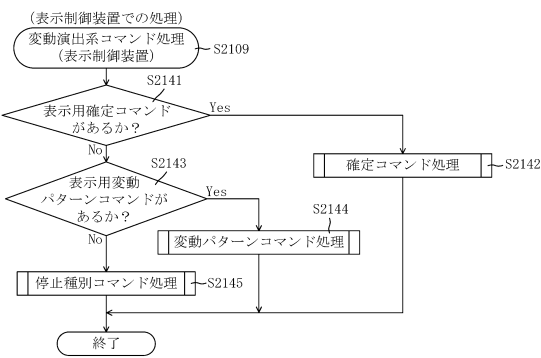 (表示制御装置での処理)
変動演出系コマンド処理
(表示制御装置)
S2109
S2141
表示用確定コマンド
があるか？
Yes
No
S2143
確定コマンド処理
S2142
表示用変動
パターンコマンドが
あるか？
Yes
No
S2144
変動パターンコマンド処理
停止種別コマンド処理
S2145
終了